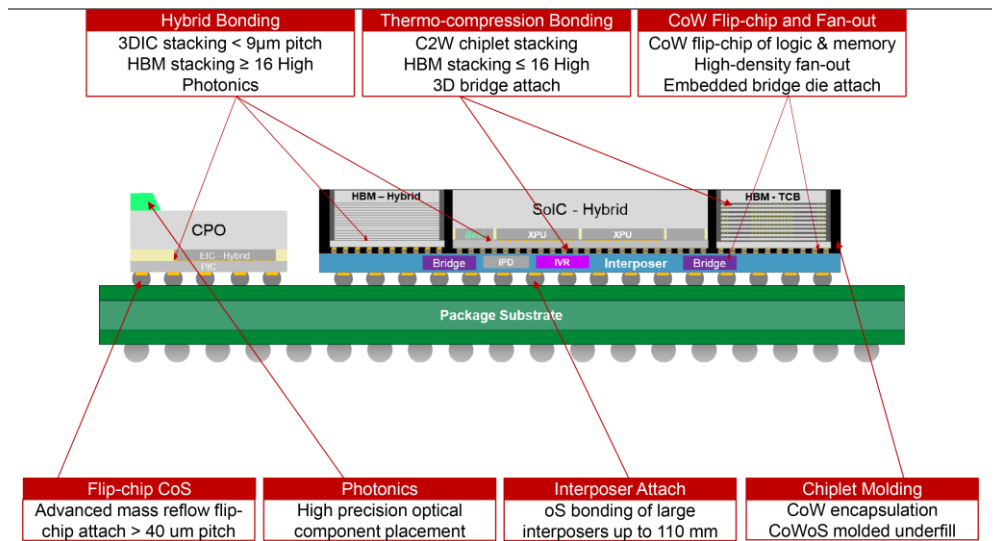 Hybrid Bonding
3DIC stacking < 9µm pitch
HBM stacking ≥ 16 High
Photonics
Thermo-compression Bonding
C2W chiplet stacking
HBM stacking ≤ 16 High
3D bridge attach
CoW Flip-chip and Fan-out
CoW flip-chip of logic & memory
High-density fan-out
Embedded bridge die attach
CPO
EIC - Hybrid
PIC
HBM – Hybrid
SoIC - Hybrid
XPU
XPU
HBM - TCB
Bridge
IPD
IVR
Interposer
Bridge
Package Substrate
Flip-chip CoS
Advanced mass reflow flip-
chip attach > 40 um pitch
Photonics
High precision optical
component placement
Interposer Attach
oS bonding of large
interposers up to 110 mm
Chiplet Molding
CoW encapsulation
CoWoS molded underfill